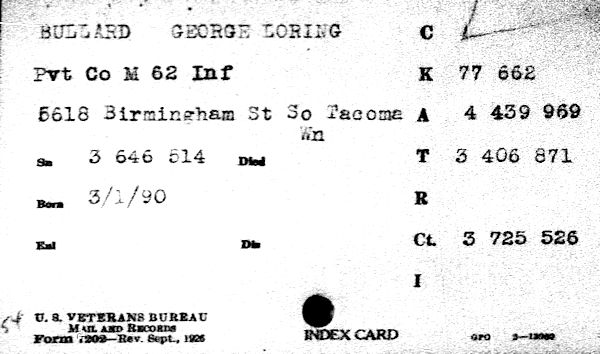 BULLARD GEORGE LORING C
Pvt Co M 62 Inf K 77 662
5618 Birmingham St So Tacoma A 4 439 969
Wn
Sn 3 646 514 Died T 3 406 871
Born 3/1/90 R
Enl Dis Ct. 3 725 526
I
54 U. S. VETERANS BUREAU
MAIL AND RECORDS
Form 7202—Rev. Sept., 1926 INDEX CARD GPO